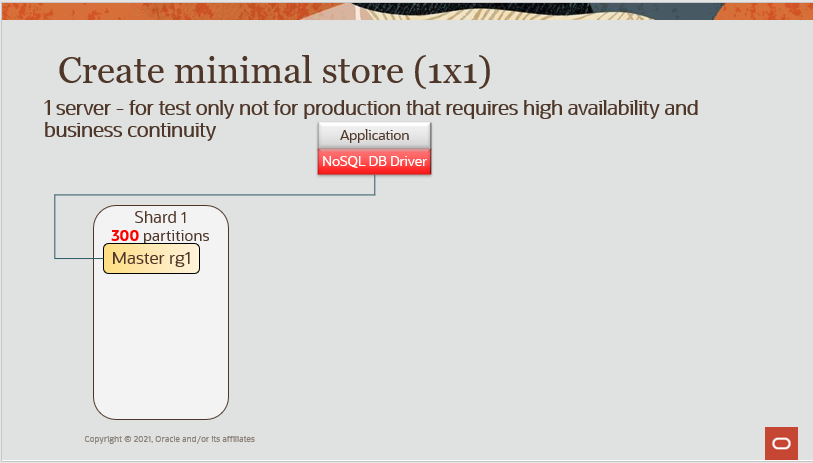 Create minimal store (1x1)
1 server - for test only not for production that requires high availability and
business continuity
Application
NoSQL DB Driver
Shard 1
300 partitions
Master rg1
Copyright © 2021, Oracle and/or its affiliates